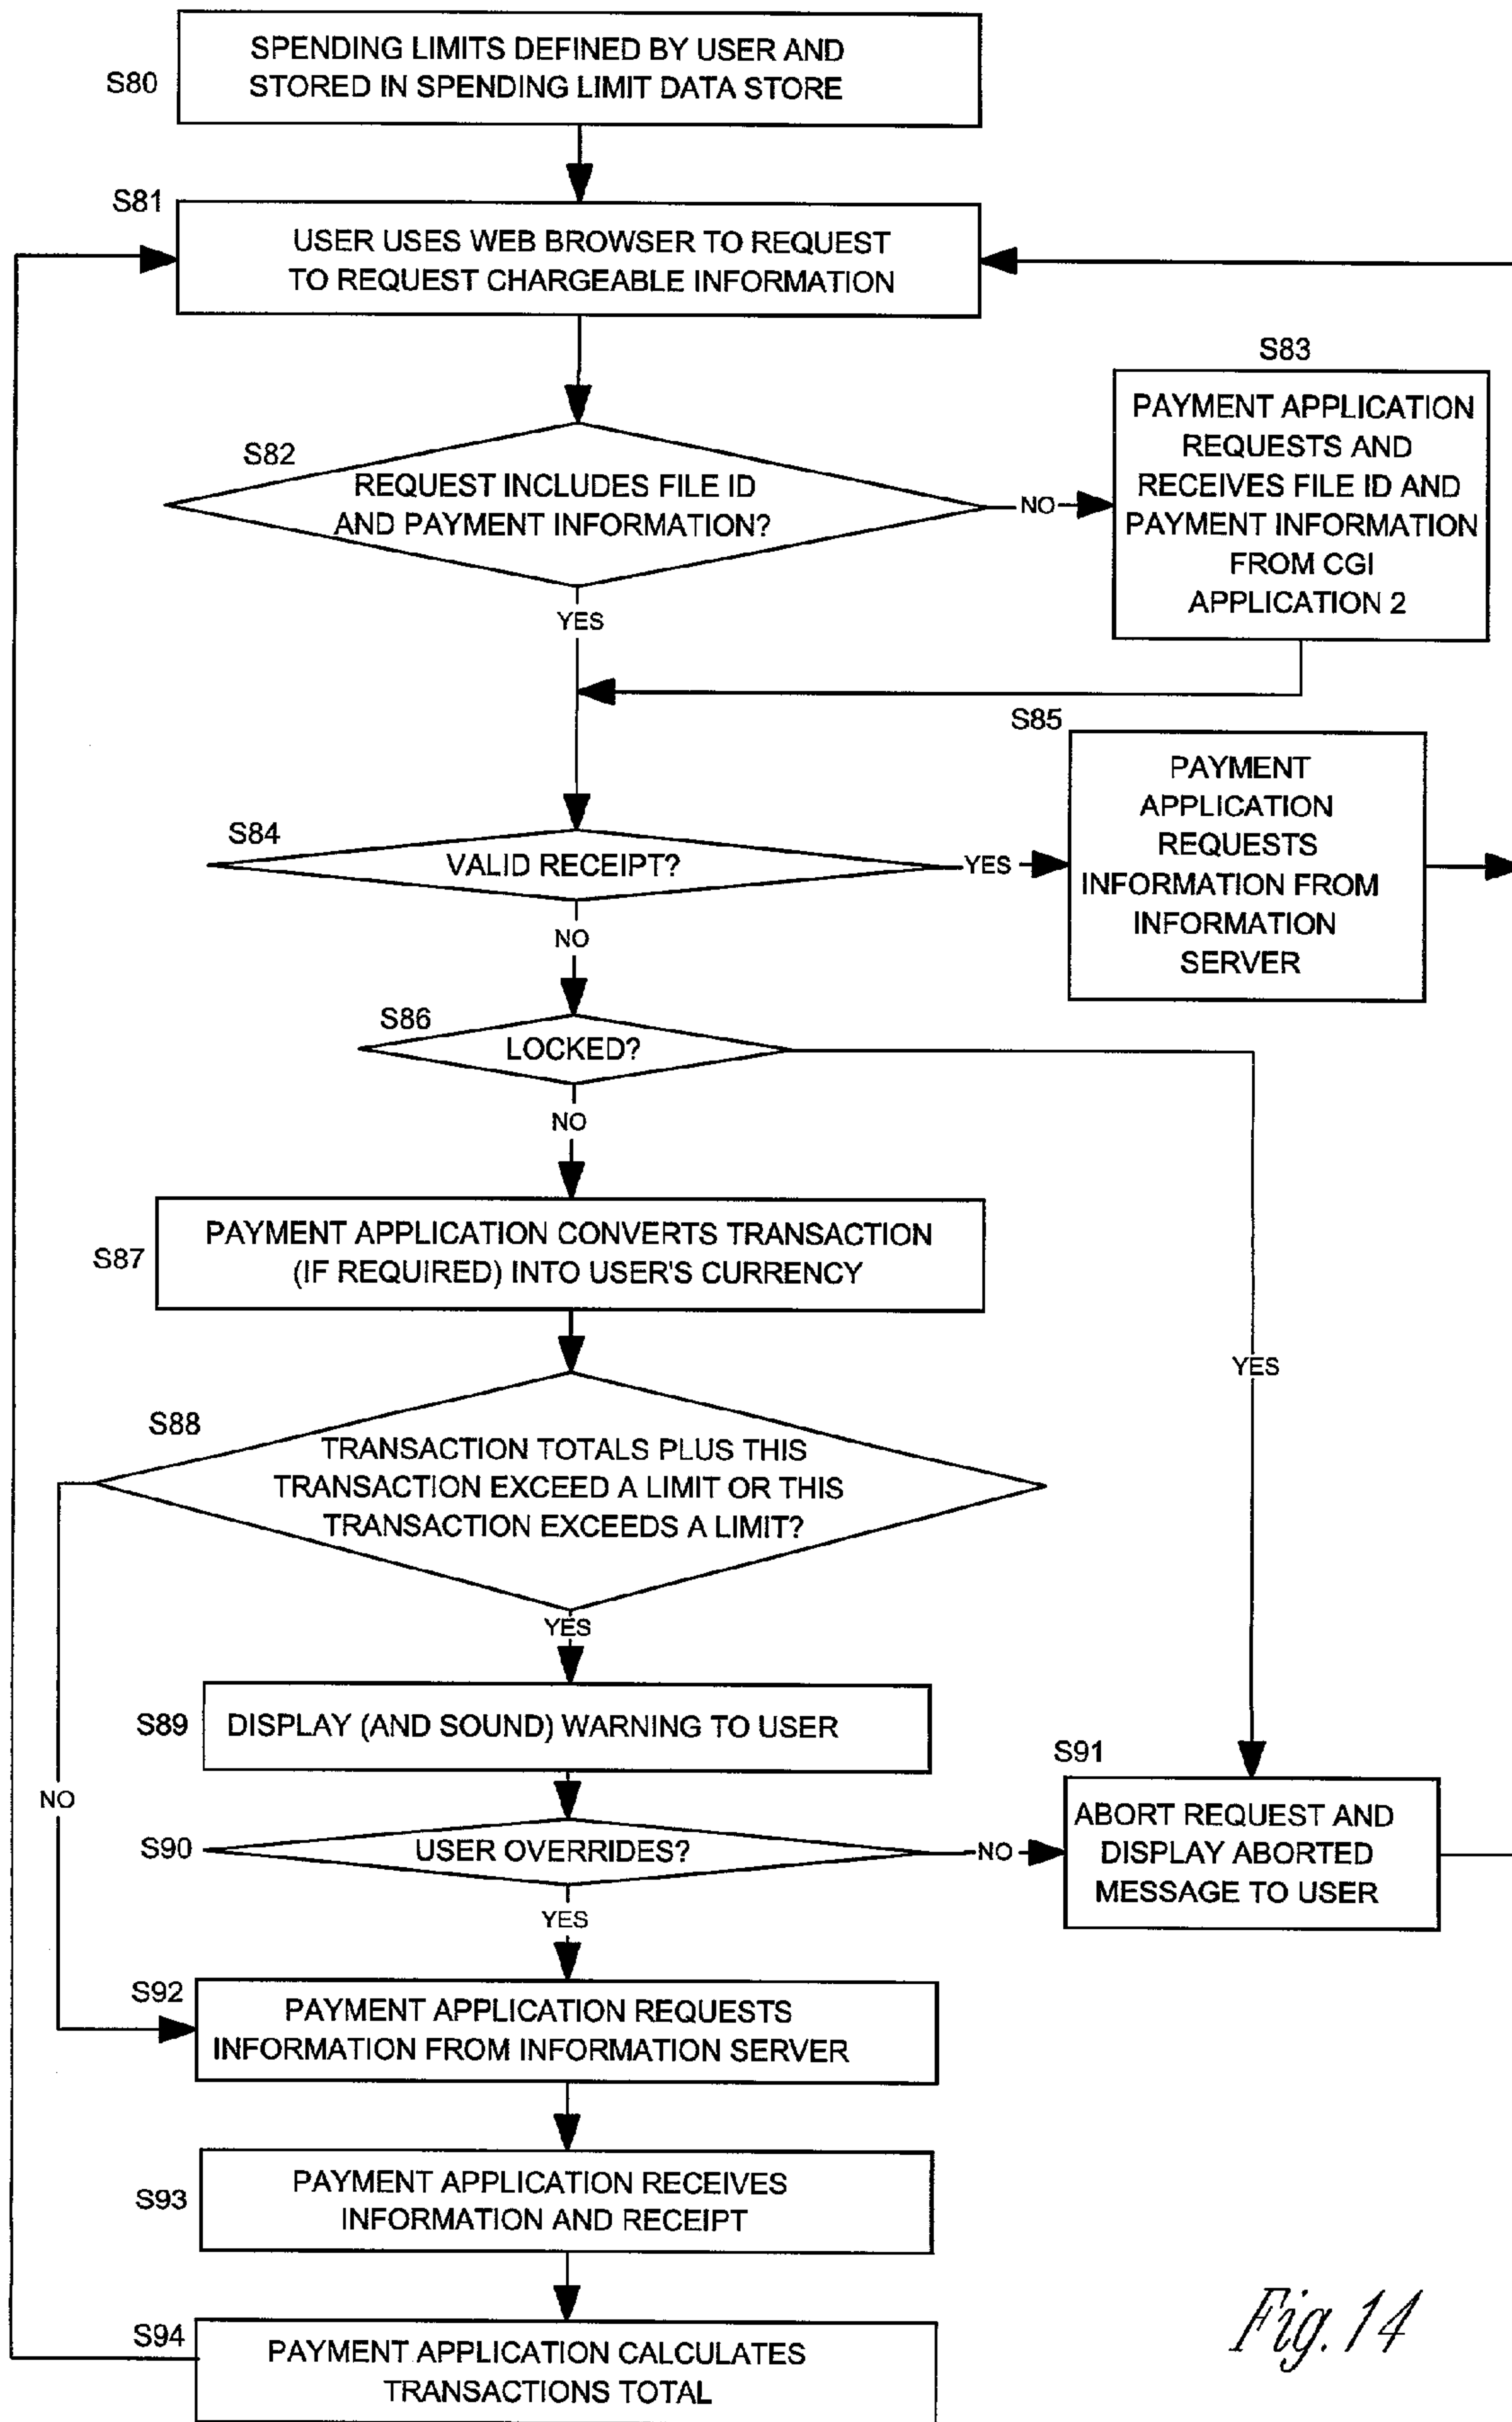 SPENDING LIMITS DEFINED BY USER AND
STORED IN SPENDING LIMIT DATA STORE
S80
S81
USER USES WEB BROWSER TO REQUEST
TO REQUEST CHARGEABLE INFORMATION
S82
REQUEST INCLUDES FILE ID
AND PAYMENT INFORMATION?
NO
YES
S83
PAYMENT APPLICATION
REQUESTS AND
RECEIVES FILE ID AND
PAYMENT INFORMATION
FROM CGI
APPLICATION 2
S84
VALID RECEIPT?
YES
NO
S85
PAYMENT
APPLICATION
REQUESTS
INFORMATION FROM
INFORMATION
SERVER
S86
LOCKED?
NO
YES
S87
PAYMENT APPLICATION CONVERTS TRANSACTION
(IF REQUIRED) INTO USER'S CURRENCY
S88
TRANSACTION TOTALS PLUS THIS
TRANSACTION EXCEED A LIMIT OR THIS
TRANSACTION EXCEEDS A LIMIT?
YES
NO
S89
DISPLAY (AND SOUND) WARNING TO USER
S90
USER OVERRIDES?
NO
YES
S91
ABORT REQUEST AND
DISPLAY ABORTED
MESSAGE TO USER
S92
PAYMENT APPLICATION REQUESTS
INFORMATION FROM INFORMATION SERVER
S93
PAYMENT APPLICATION RECEIVES
INFORMATION AND RECEIPT
S94
PAYMENT APPLICATION CALCULATES
TRANSACTIONS TOTAL
Fig. 14